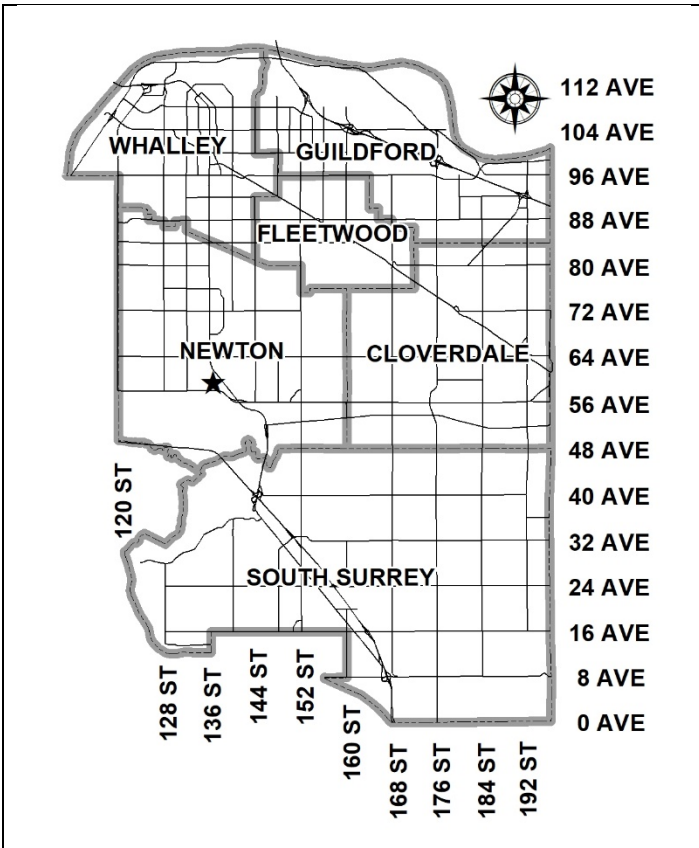 112 AVE
104 AVE
WHALLEY
GUILDFORD
96 AVE
88 AVE
FLEETWOOD
80 AVE
72 AVE
NEWTON
CLOVERDALE
64 AVE
56 AVE
48 AVE
120 ST
40 AVE
32 AVE
SOUTH SURREY
24 AVE
16 AVE
8 AVE
128 ST
136 ST
144 ST
152 ST
160 ST
0 AVE
168 ST
176 ST
184 ST
192 ST